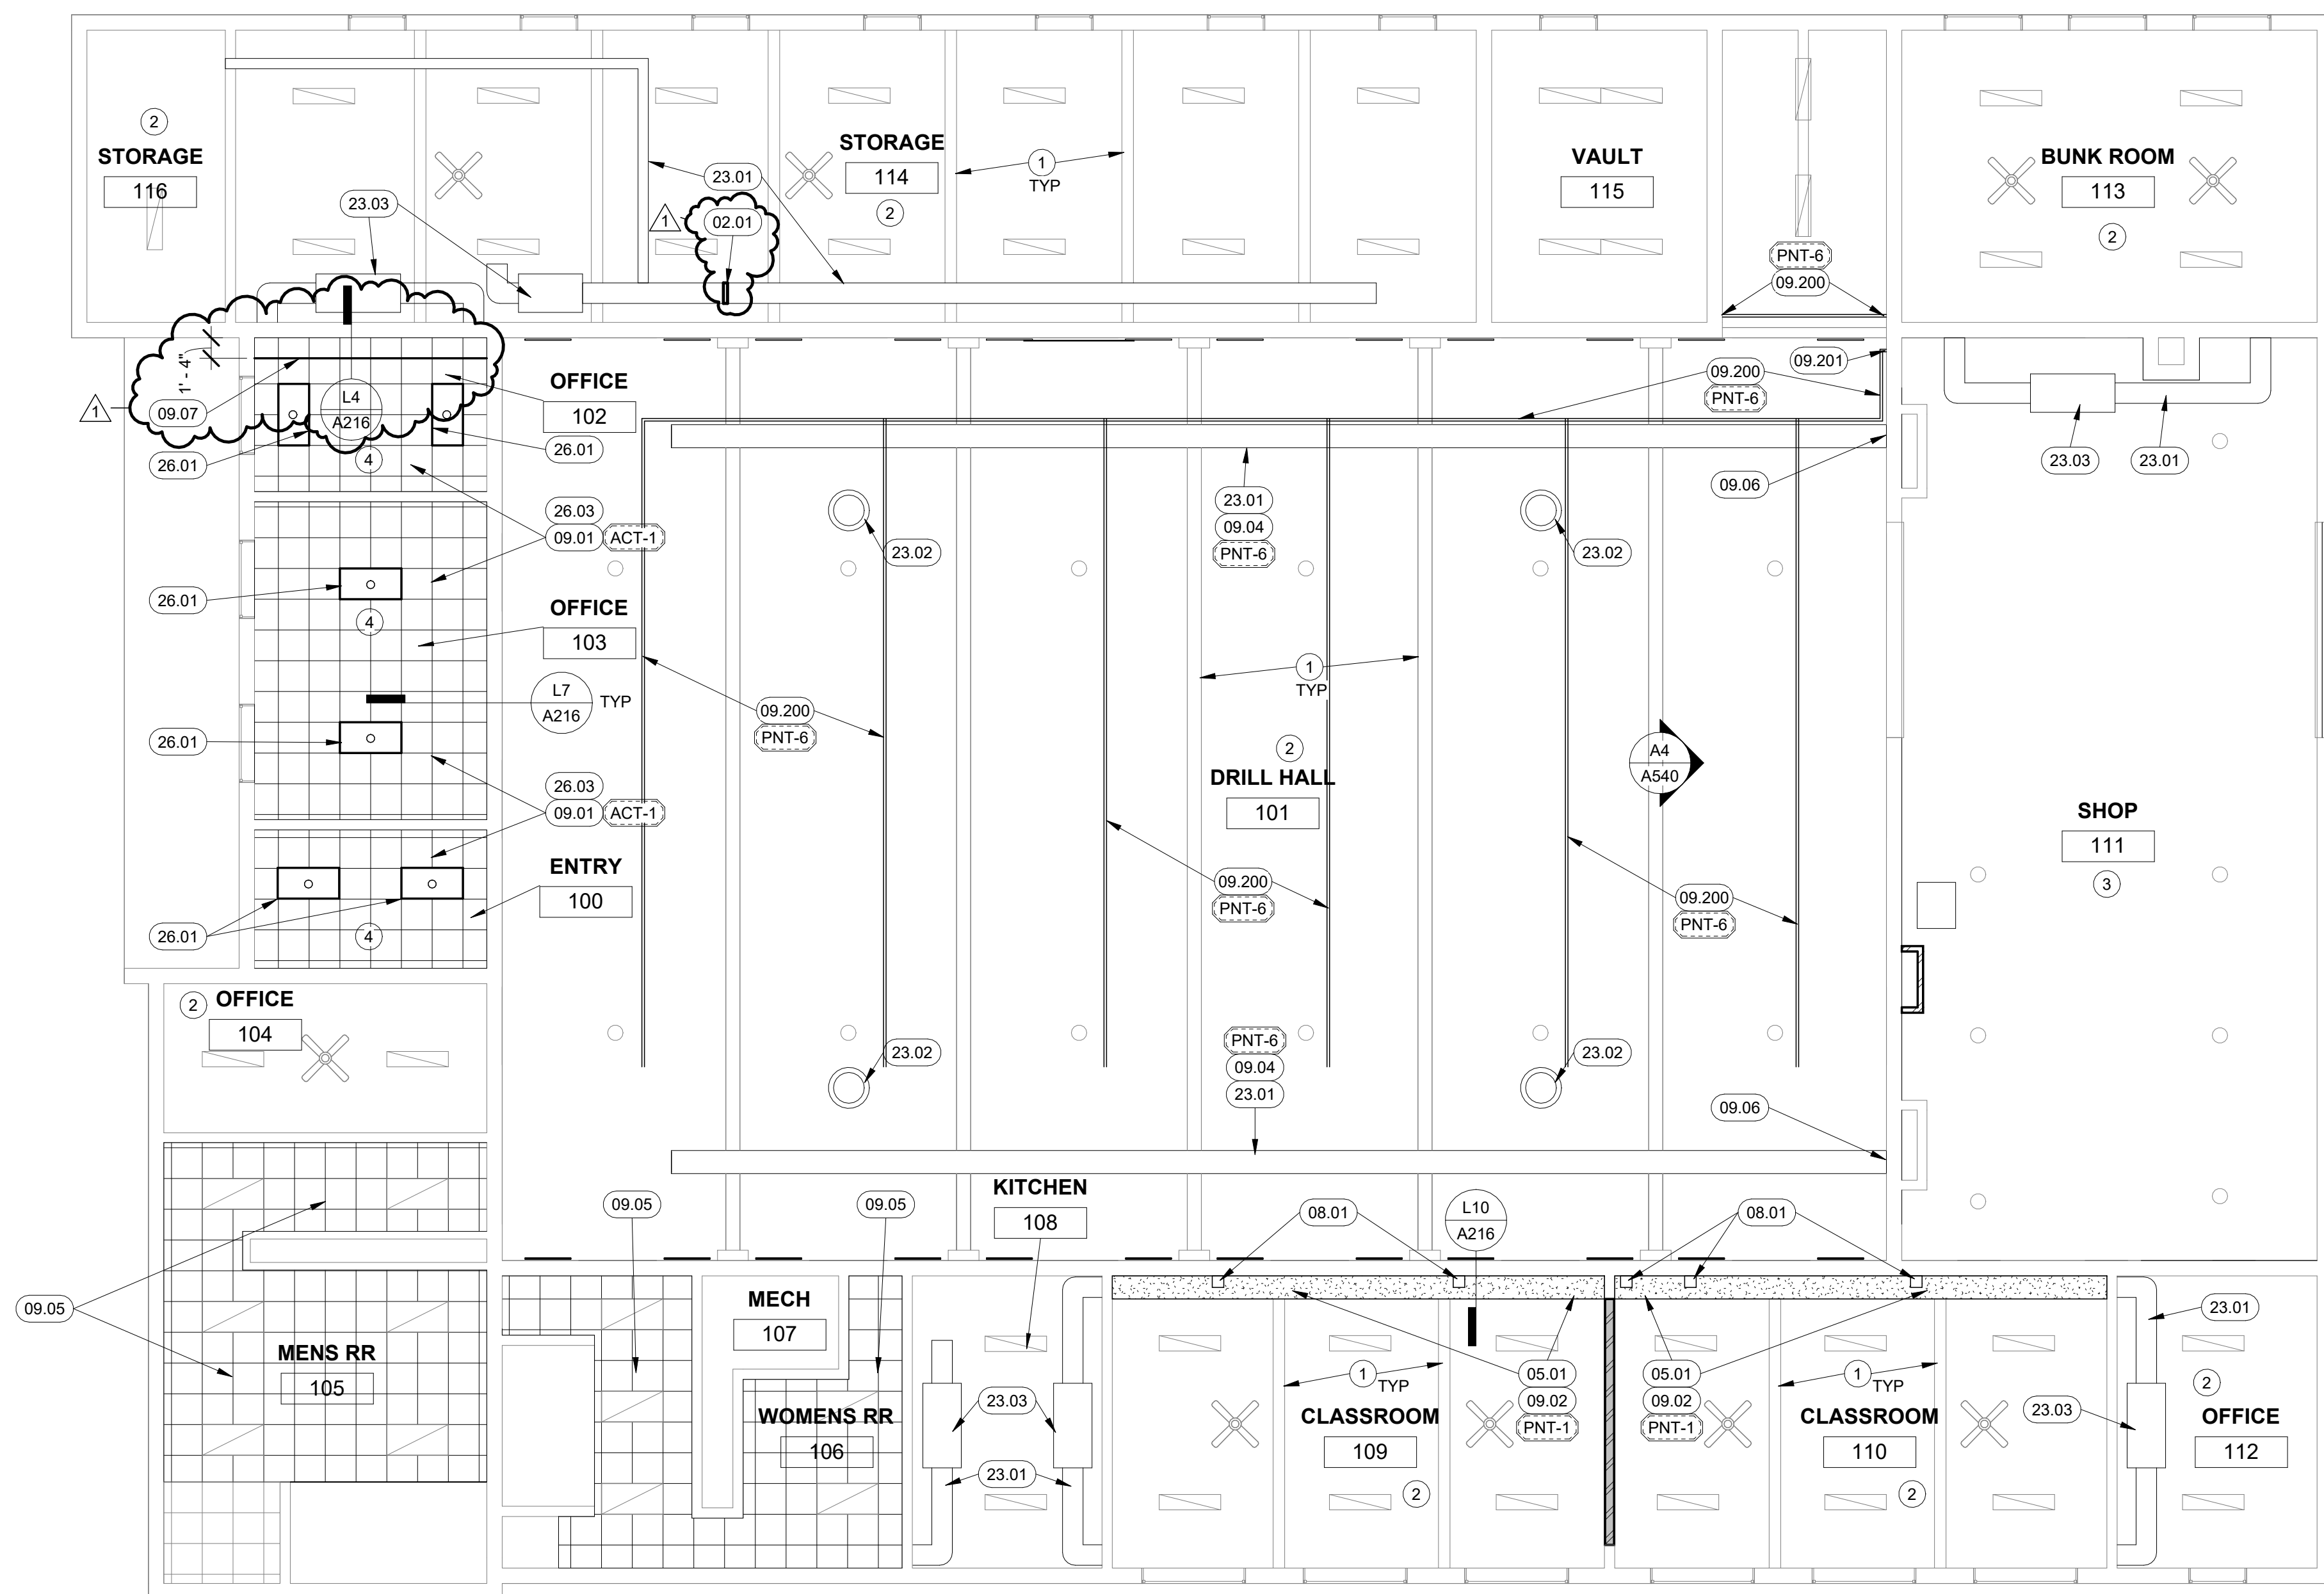 2
STORAGE
116
23.03
23.01
1
02.01
STORAGE
114
2
1
TYP
VAULT
115
PNT-6
09.200
BUNK ROOM
113
2
1' - 4"
1
09.07
L4
A216
4
OFFICE
102
26.01
26.01
09.200
PNT-6
09.201
09.06
23.03
23.01
26.03
09.01
ACT-1
23.01
09.04
PNT-6
23.02
23.02
26.01
4
OFFICE
103
L7
A216
TYP
1
TYP
09.200
PNT-6
26.01
2
DRILL HALL
101
A4
A540
26.03
09.01
ACT-1
SHOP
111
3
ENTRY
100
09.200
PNT-6
09.200
PNT-6
26.01
4
2
OFFICE
104
23.02
PNT-6
09.04
23.01
23.02
09.06
09.05
09.05
KITCHEN
108
08.01
L10
A216
08.01
09.05
MENS RR
105
MECH
107
23.01
WOMENS RR
106
23.03
23.01
1
TYP
CLASSROOM
109
2
05.01
09.02
PNT-1
05.01
09.02
PNT-1
1
TYP
CLASSROOM
110
2
23.03
2
OFFICE
112